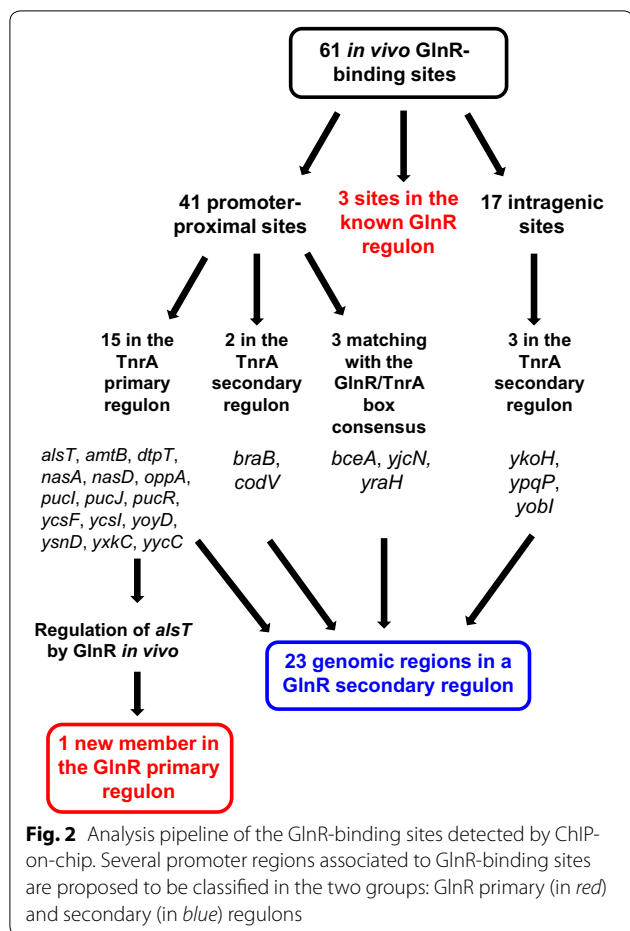 61 in vivo GlnR-
binding sites
41 promoter-
proximal sites
3 sites in the
known GlnR
regulon
17 intragenic
sites
15 in the
TnrA
primary
regulon
2 in the
TnrA
secondary
regulon
3 matching
with the
GlnR/TnrA
box
consensus
3 in the
TnrA
secondary
regulon
alsT, amtB, dtpT,
nasA, nasD, oppA,
pucI, pucJ, pucR,
ycsF, ycsI, yoyD,
ysnD, yxkC, yycC
braB,
codV
bceA, yjcN,
yraH
ykoH,
ypqP,
yobI
Regulation of alsT
by GlnR in vivo
23 genomic regions in a
GlnR secondary regulon
1 new member in
the GlnR primary
regulon
Fig. 2 Analysis pipeline of the GlnR-binding sites detected by ChIP-
on-chip. Several promoter regions associated to GlnR-binding sites
are proposed to be classified in the two groups: GlnR primary (in red)
and secondary (in blue) regulons